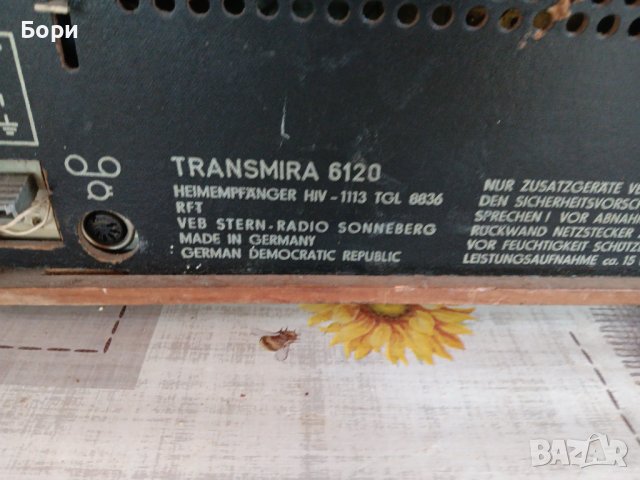 Бори
TRANSMIRA 6120
HEIMEMPFÄNGER HIV-1113 TGL 8836
RFT
VEB STERN-RADIO SONNEBERG
MADE IN GERMANY
GERMAN DEMOCRATIC REPUBLIC
NUR ZUSATZGERÄTE
DEN SICHERHEITSVORSCH
SPRECHEN! VOR ABNAH
RÜCKWAND NETZSTECKER
VOR FEUCHTIGKEIT SCHÜTZ
LEISTUNGSAUFNAHME ca. 15
BAZAR